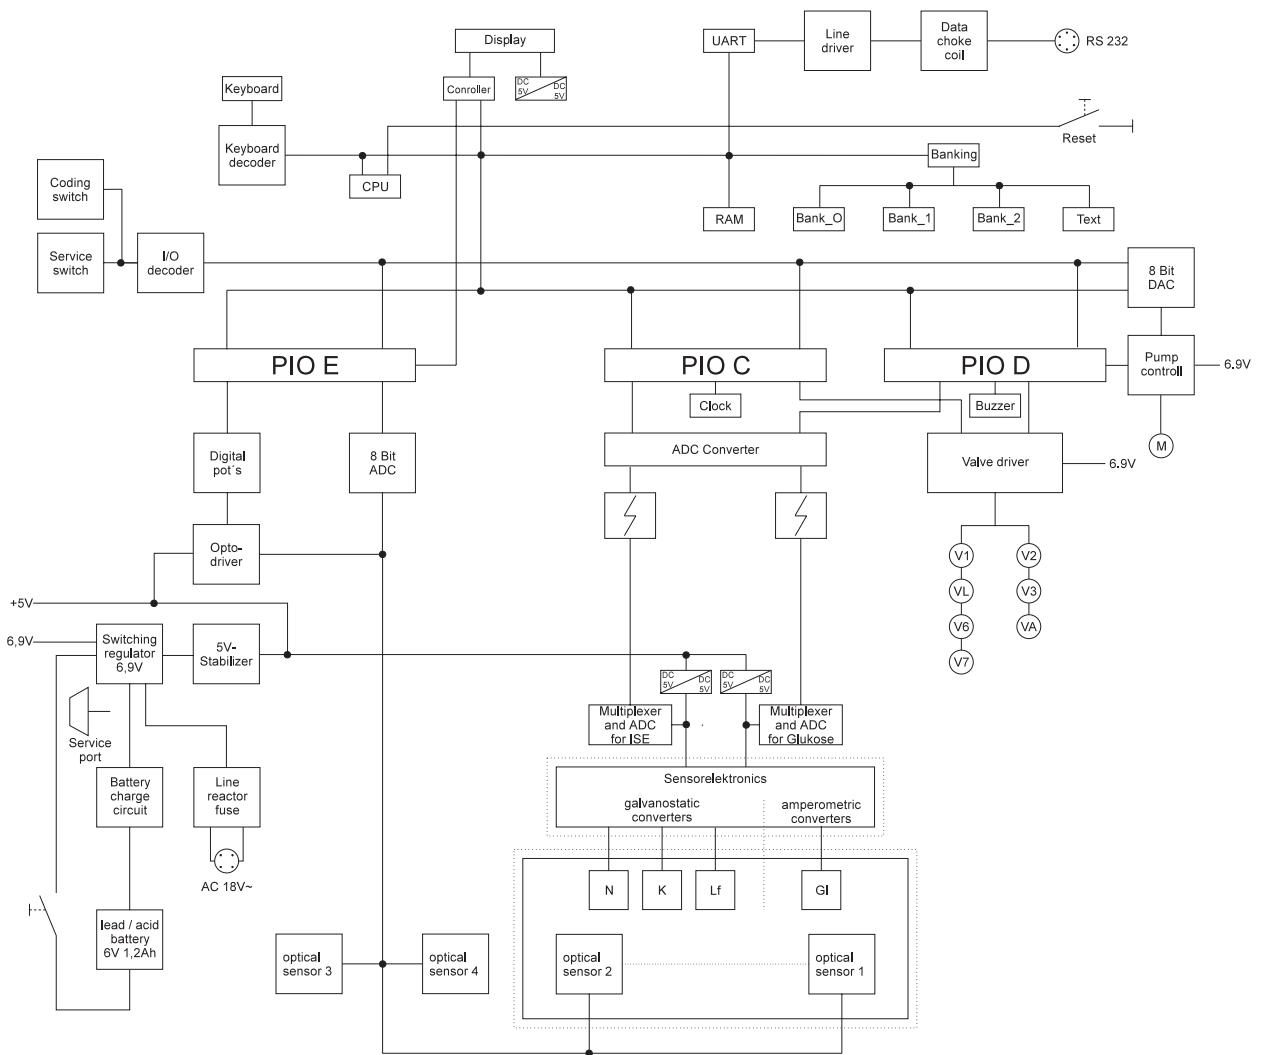 Display
UART
Line
driver
Data
choke
coil
RS 232
Keyboard
Conroller
DC
5V
DC
5V
Reset
Keyboard
decoder
CPU
Banking
Coding
switch
RAM
Bank_O
Bank_1
Bank_2
Text
Service
switch
I/O
decoder
8 Bit
DAC
PIO E
PIO C
PIO D
Pump
controll
6.9V
Clock
Buzzer
Digital
pot´s
8 Bit
ADC
ADC Converter
Valve driver
6.9V
M
Opto-
driver
V1
V2
VL
V3
V6
VA
V7
+5V
6,9V
Switching
regulator
6,9V
5V-
Stabilizer
DC
5V
DC
5V
DC
5V
DC
5V
Service
port
Multiplexer
and ADC
for ISE
Multiplexer
and ADC
for Glukose
Battery
charge
circuit
Line
reactor
fuse
Sensorelektronics
galvanostatic
converters
amperometric
converters
AC 18V~
N
K
Lf
Gl
lead / acid
battery
6V 1,2Ah
optical
sensor 3
optical
sensor 4
optical
sensor 2
optical
sensor 1